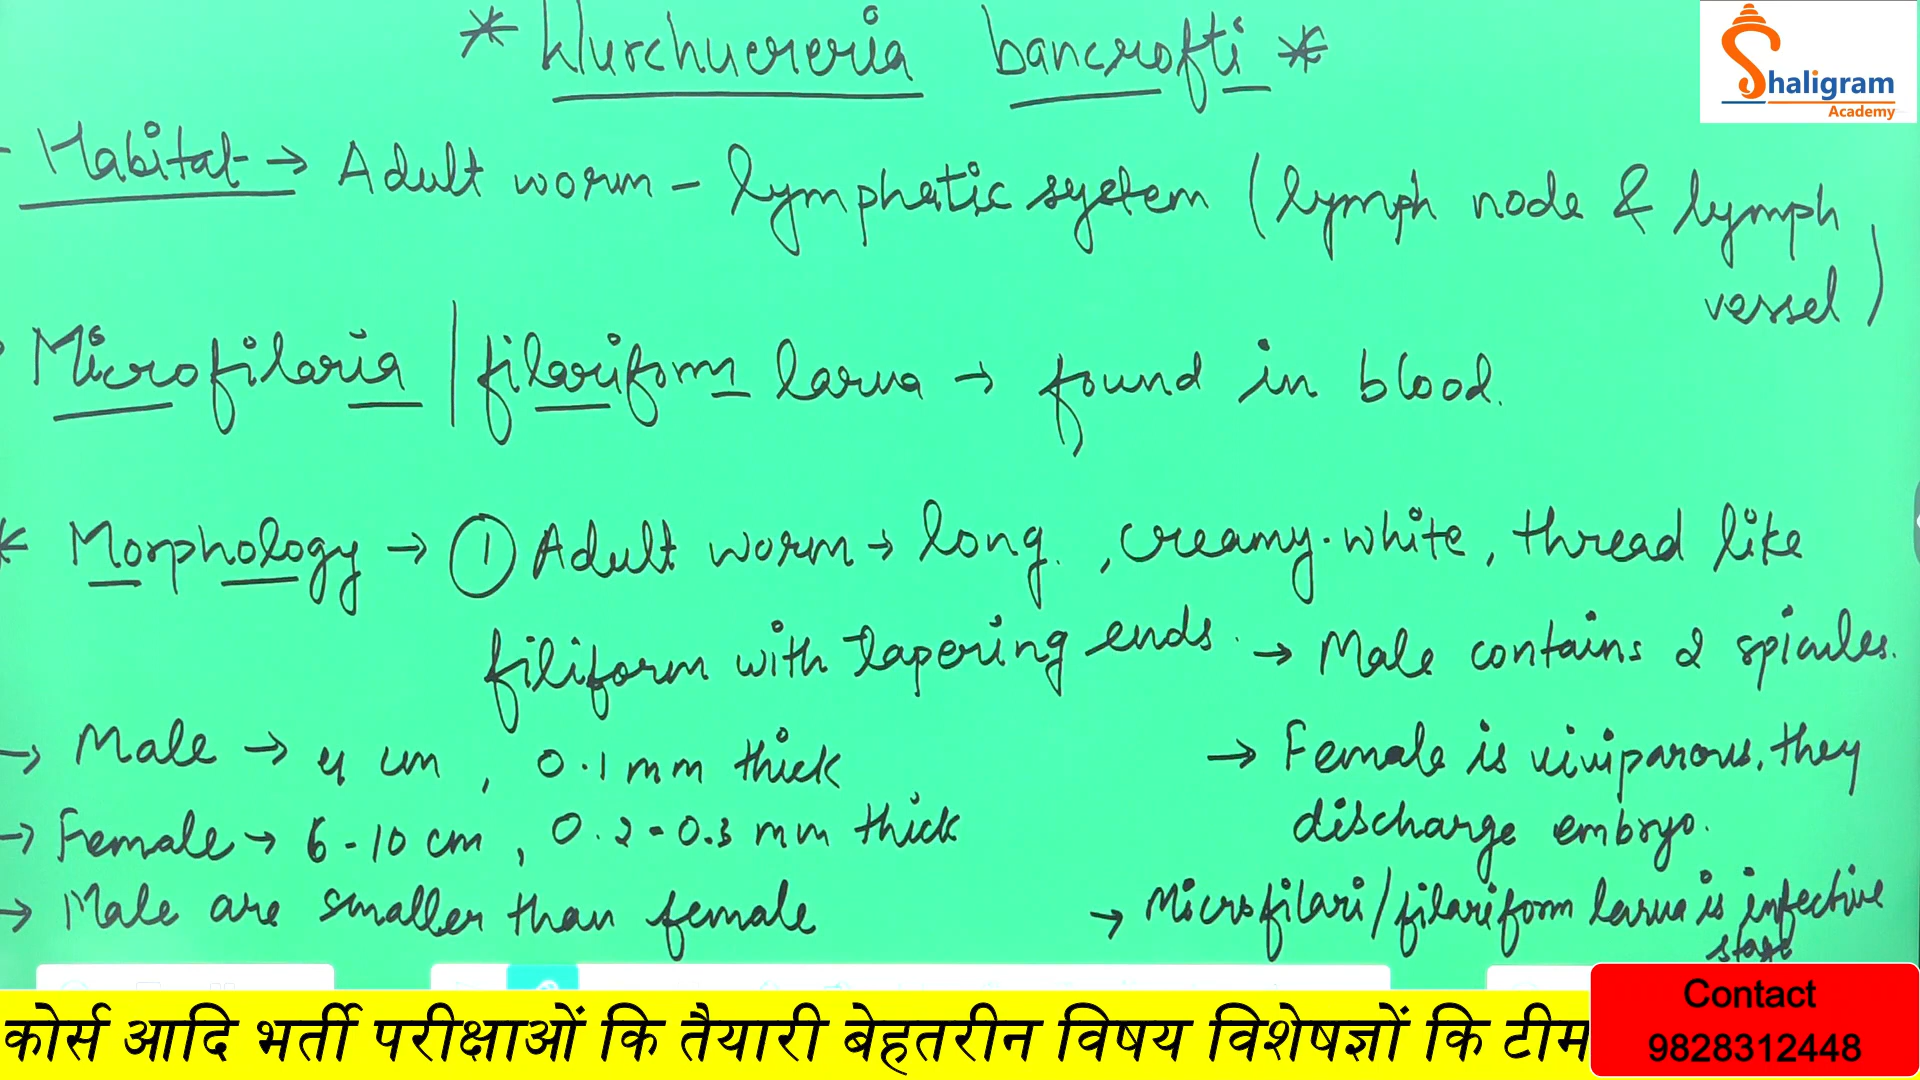 * Wurchucreria bancrofti *
Shaligram
Academy
Habitat → Adult worm - lymphatic system (lymph node & lymph
vessel)
Microfilaria | filariform larva → found in blood.
* Morphology → ① Adult worm → long, creamy-white, thread like
filiform with tapering ends.
→ Male contains 2 spicules.
→ Male → 4 cm, 0.1 mm thick
→ Female is viviparous, they
discharge embryo.
→ Female → 6-10 cm, 0.2-0.3 mm thick
→ Male are smaller than female
→ Microfilari/filariform larva is infective
stage
कोर्स आदि भर्ती परीक्षाओं कि तैयारी बेहतरीन विषय विशेषज्ञों कि टीम
Contact
9828312448